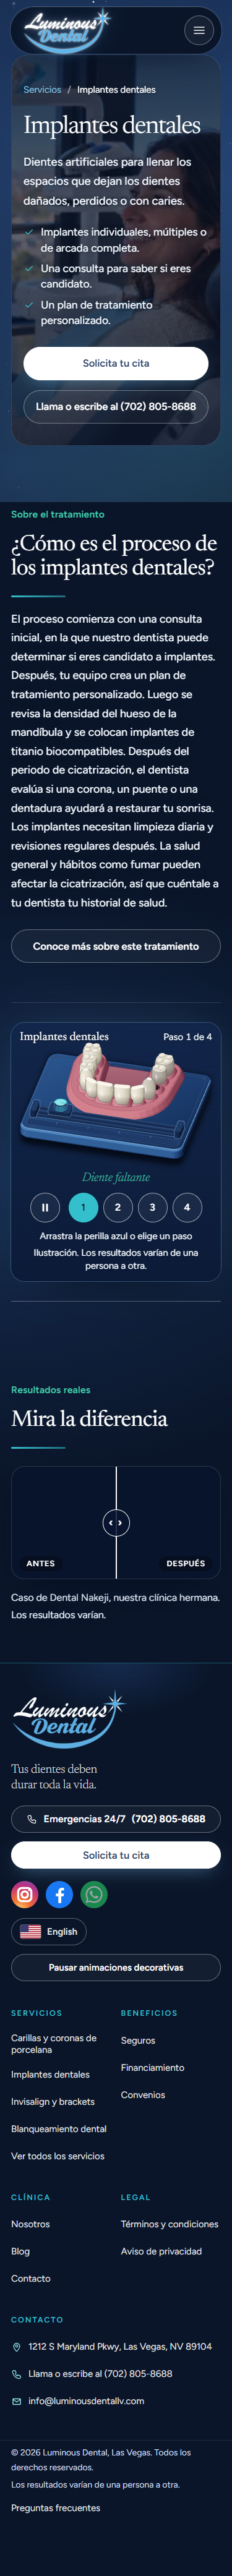 Luminous
Dental
Servicios / Implantes dentales
Implantes dentales
Dientes artificiales para llenar los
espacios que dejan los dientes
dañados, perdidos o con caries.
Implantes individuales, múltiples o
de arcada completa.
Una consulta para saber si eres
candidato.
Un plan de tratamiento
personalizado.
Solicita tu cita
Llama o escribe al (702) 805-8688
Sobre el tratamiento
¿Cómo es el proceso de
los implantes dentales?
El proceso comienza con una consulta
inicial, en la que nuestro dentista puede
determinar si eres candidato a implantes.
Después, tu equipo crea un plan de
tratamiento personalizado. Luego se
revisa la densidad del hueso de la
mandíbula y se colocan implantes de
titanio biocompatibles. Después del
periodo de cicatrización, el dentista
evalúa si una corona, un puente o una
dentadura ayudará a restaurar tu sonrisa.
Los implantes necesitan limpieza diaria y
revisiones regulares después. La salud
general y hábitos como fumar pueden
afectar la cicatrización, así que cuéntale a
tu dentista tu historial de salud.
Conoce más sobre este tratamiento
Implantes dentales Paso 1 de 4
Diente faltante
1 2 3 4
Arrastra la perilla azul o elige un paso
Ilustración. Los resultados varían de una
persona a otra.
Resultados reales
Mira la diferencia
ANTES DESPUÉS
Caso de Dental Nakeji, nuestra clínica hermana.
Los resultados varían.
Luminous
Dental
Tus dientes deben
durar toda la vida.
Emergencias 24/7 (702) 805-8688
Solicita tu cita
English
Pausar animaciones decorativas
SERVICIOS
Carillas y coronas de
porcelana
Implantes dentales
Invisalign y brackets
Blanqueamiento dental
Ver todos los servicios
BENEFICIOS
Seguros
Financiamiento
Convenios
CLÍNICA
Nosotros
Blog
Contacto
LEGAL
Términos y condiciones
Aviso de privacidad
CONTACTO
1212 S Maryland Pkwy, Las Vegas, NV 89104
Llama o escribe al (702) 805-8688
info@luminousdentallv.com
© 2026 Luminous Dental, Las Vegas. Todos los
derechos reservados.
Los resultados varían de una persona a otra.
Preguntas frecuentes